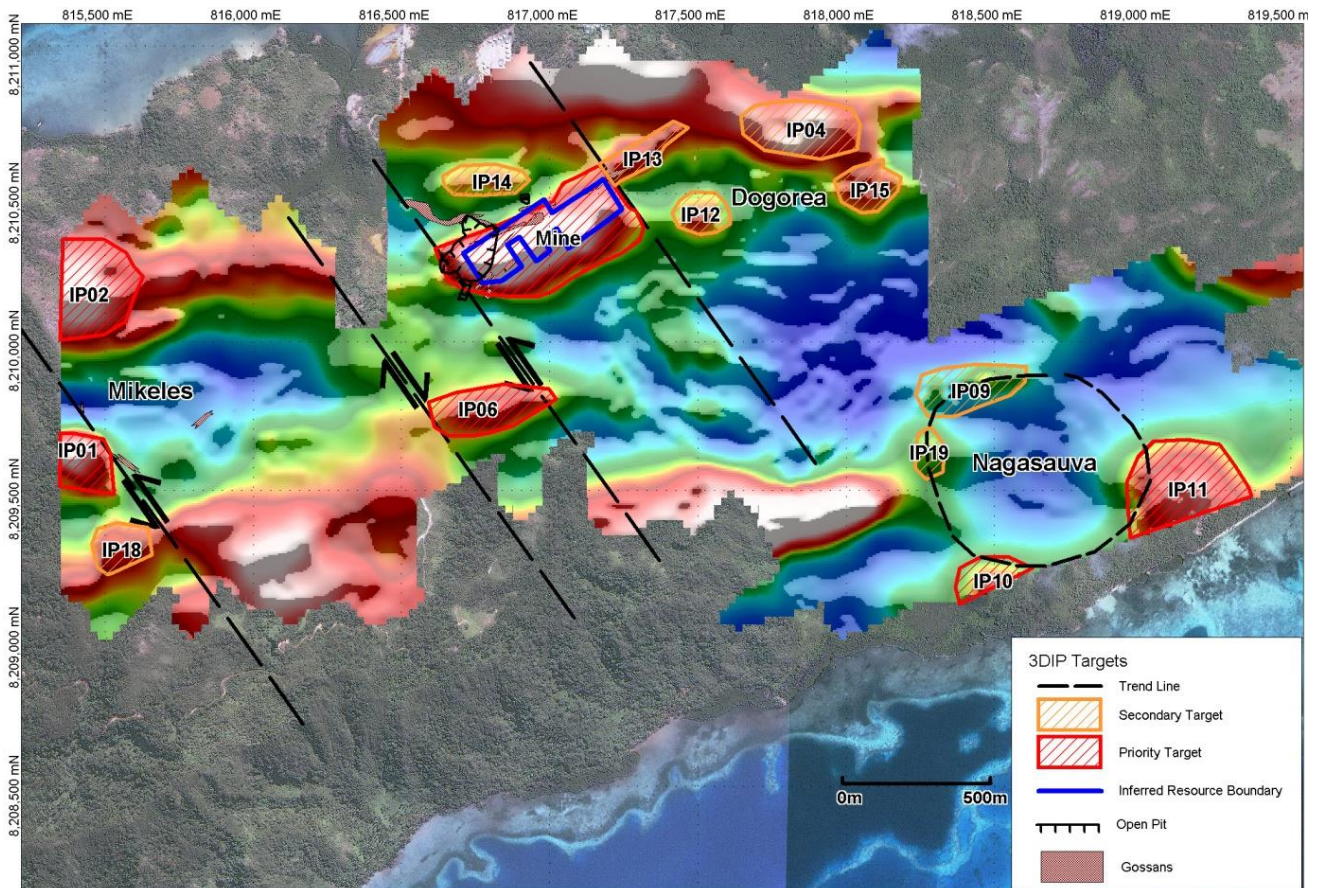 815,500 mE
816,000 mE
816,500 mE
817,000 mE
817,500 mE
818,000 mE
818,500 mE
819,000 mE
819,500 m
8,211,000 mN
8,210,500 mN
8,210,000 mN
8,209,500 mN
8,209,000 mN
8,208,500 mN
IP04
IP13
IP14
IP15
Dogorea
IP12
Mine
IP02
Mikeles
IP09
IP06
IP01
IP19
Nagasauva
IP11
IP18
IP10
0m
500m
3DIP Targets
Trend Line
Secondary Target
Priority Target
Inferred Resource Boundary
Open Pit
Gossans